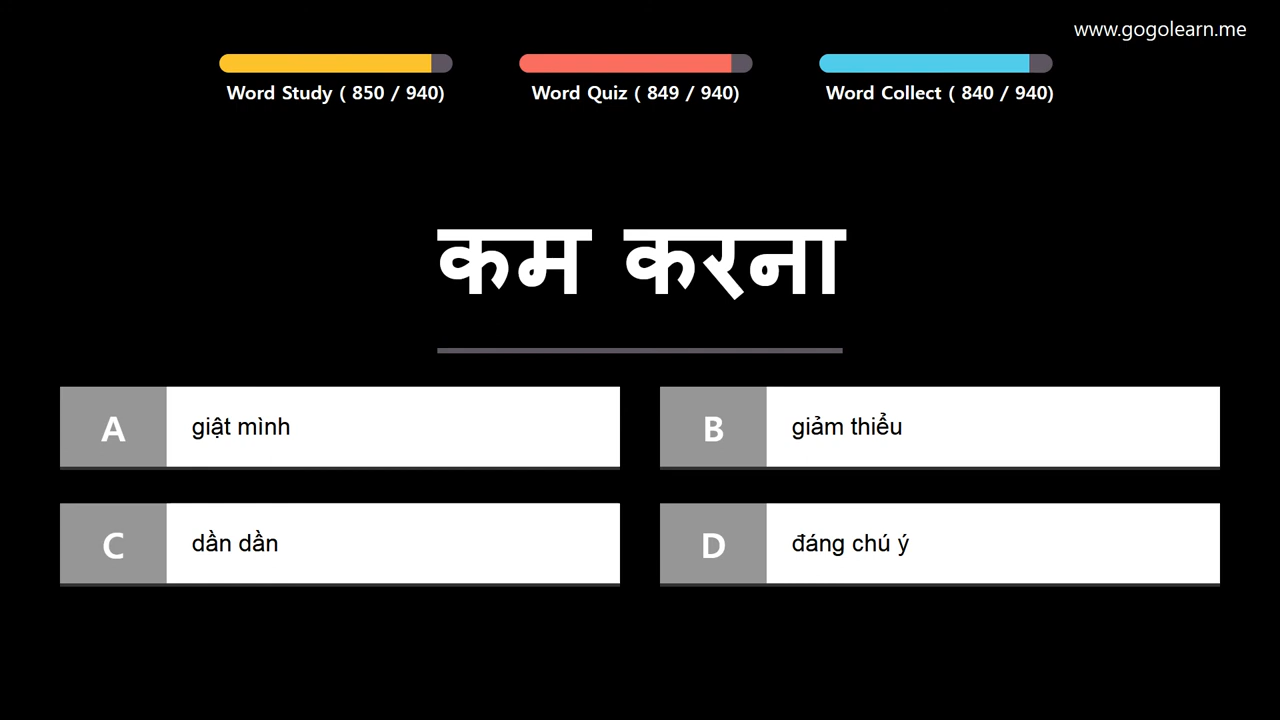 www.gogolearn.me
Word Study ( 850 / 940)
Word Quiz ( 849 / 940)
Word Collect ( 840 / 940)
कम करना
A giật mình
B giảm thiểu
C dần dần
D đáng chú ý